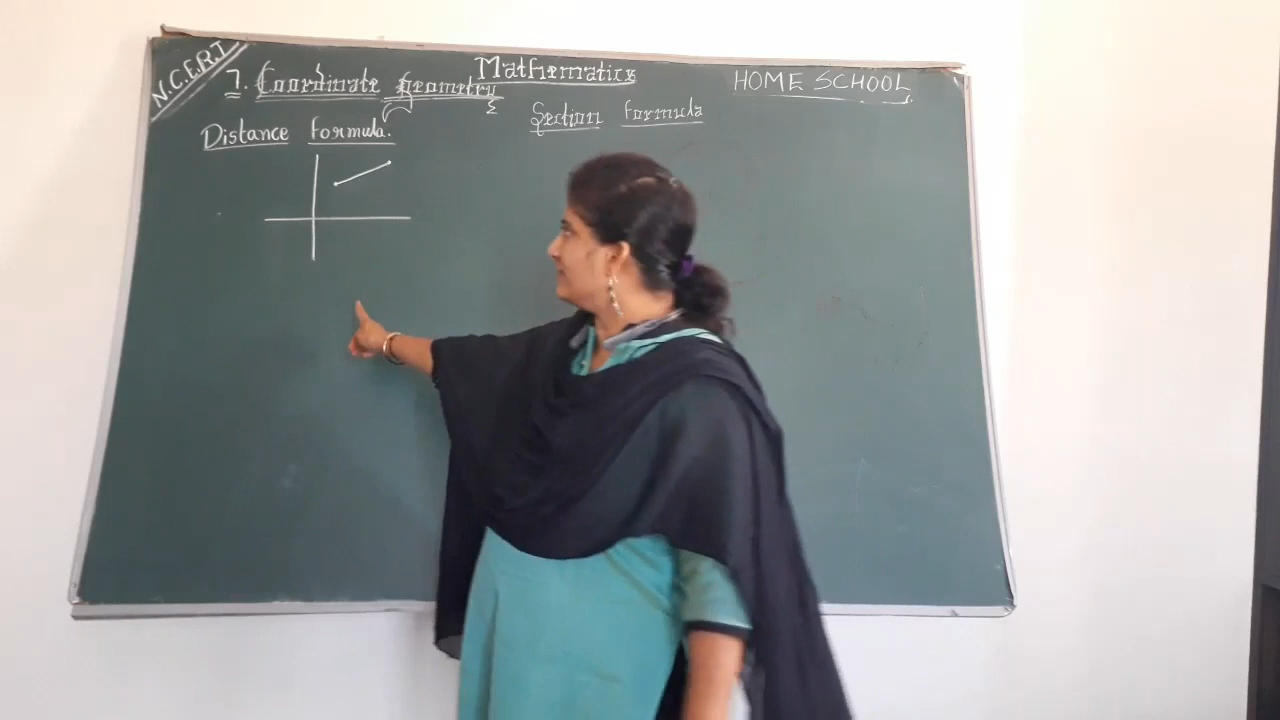 N.C.E.R.T
Mathematics
HOME SCHOOL
7. Coordinate Geometry
Distance formula.
&
Section formula